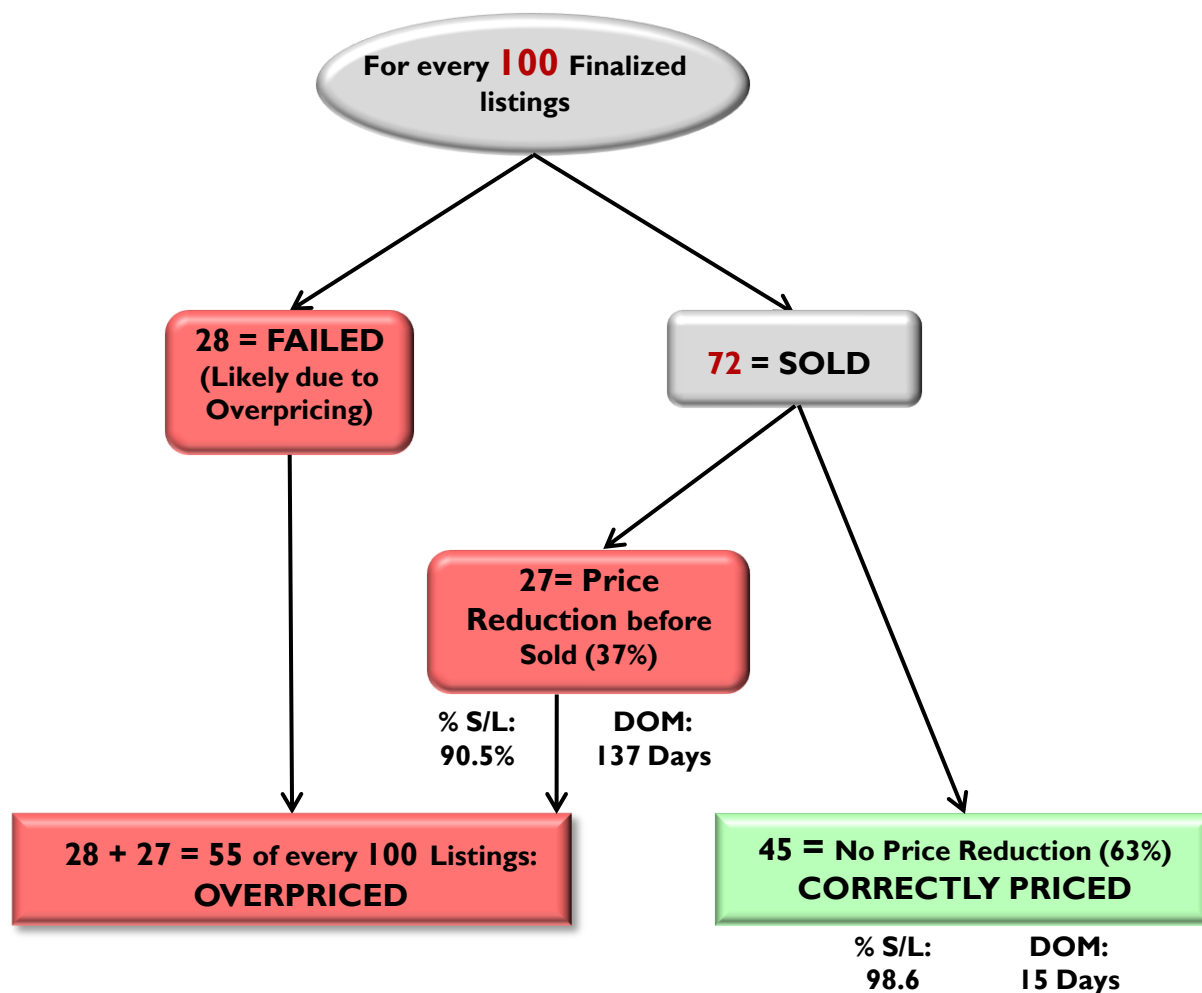 For every 100 Finalized
listings
28 = FAILED
(Likely due to
Overpricing)
72 = SOLD
27= Price
Reduction before
Sold (37%)
% S/L:
90.5%
DOM:
137 Days
28 + 27 = 55 of every 100 Listings:
OVERPRICED
45 = No Price Reduction (63%)
CORRECTLY PRICED
% S/L:
98.6
DOM:
15 Days